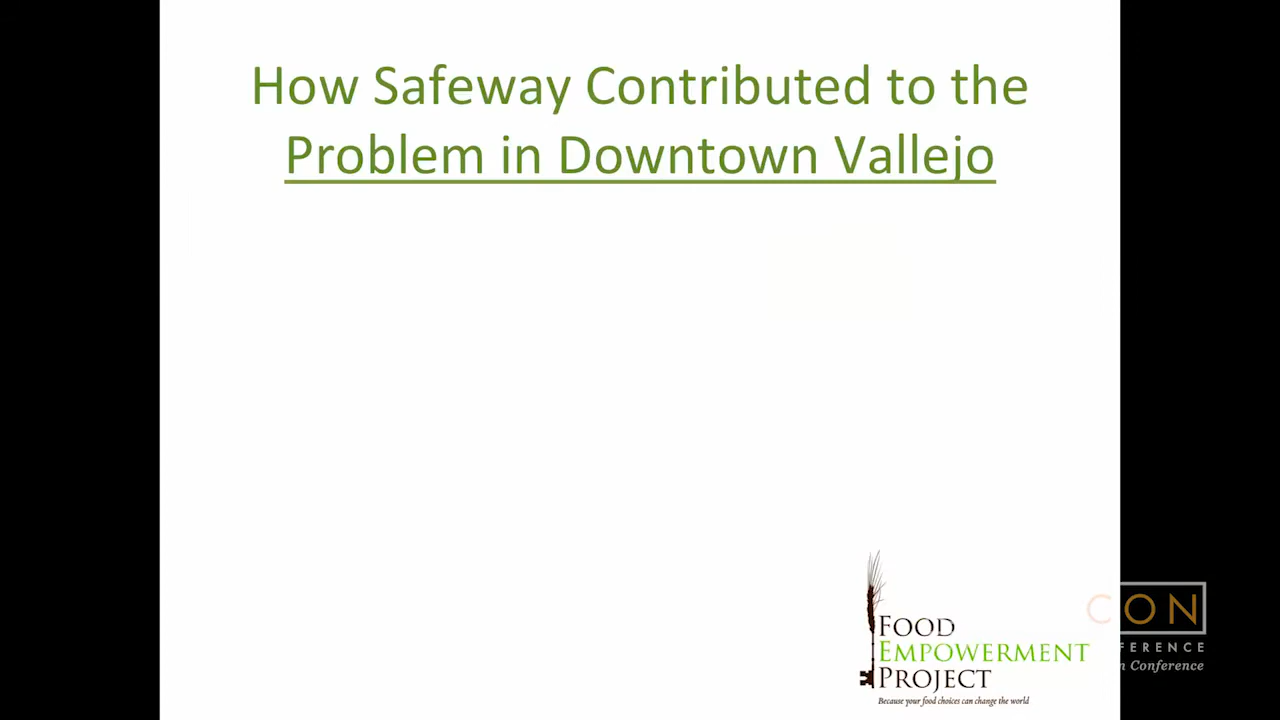 How Safeway Contributed to the
Problem in Downtown Vallejo
FOOD
EMPOWERMENT
PROJECT
Because your food choices can change the world
CON
FERENCE
n Conference